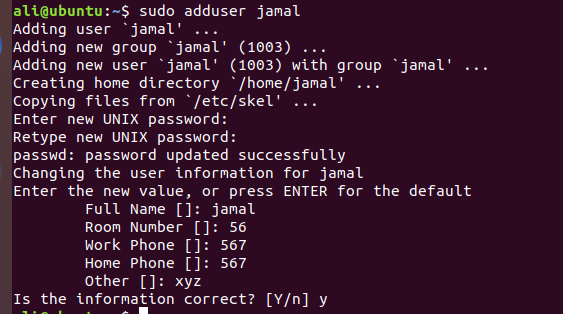 ali@ubuntu:~$ sudo adduser jamal
Adding user `jamal' ...
Adding new group `jamal' (1003) ...
Adding new user `jamal' (1003) with group `jamal' ...
Creating home directory `/home/jamal' ...
Copying files from `/etc/skel' ...
Enter new UNIX password:
Retype new UNIX password:
passwd: password updated successfully
Changing the user information for jamal
Enter the new value, or press ENTER for the default
Full Name []: jamal
Room Number []: 56
Work Phone []: 567
Home Phone []: 567
Other []: xyz
Is the information correct? [Y/n] y
ali@ubuntu:~$